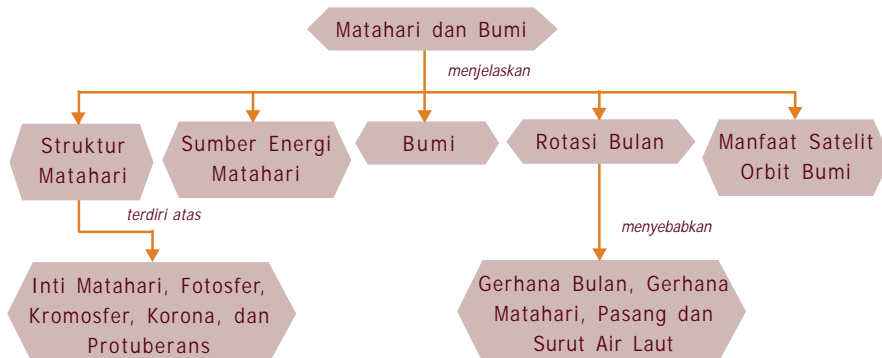 Matahari dan Bumi
menjelaskan
Struktur
Matahari
Sumber Energi
Matahari
Bumi
Rotasi Bulan
Manfaat Satelit
Orbit Bumi
terdiri atas
menyebabkan
Inti Matahari, Fotosfer,
Kromosfer, Korona, dan
Protuberans
Gerhana Bulan, Gerhana
Matahari, Pasang dan
Surut Air Laut